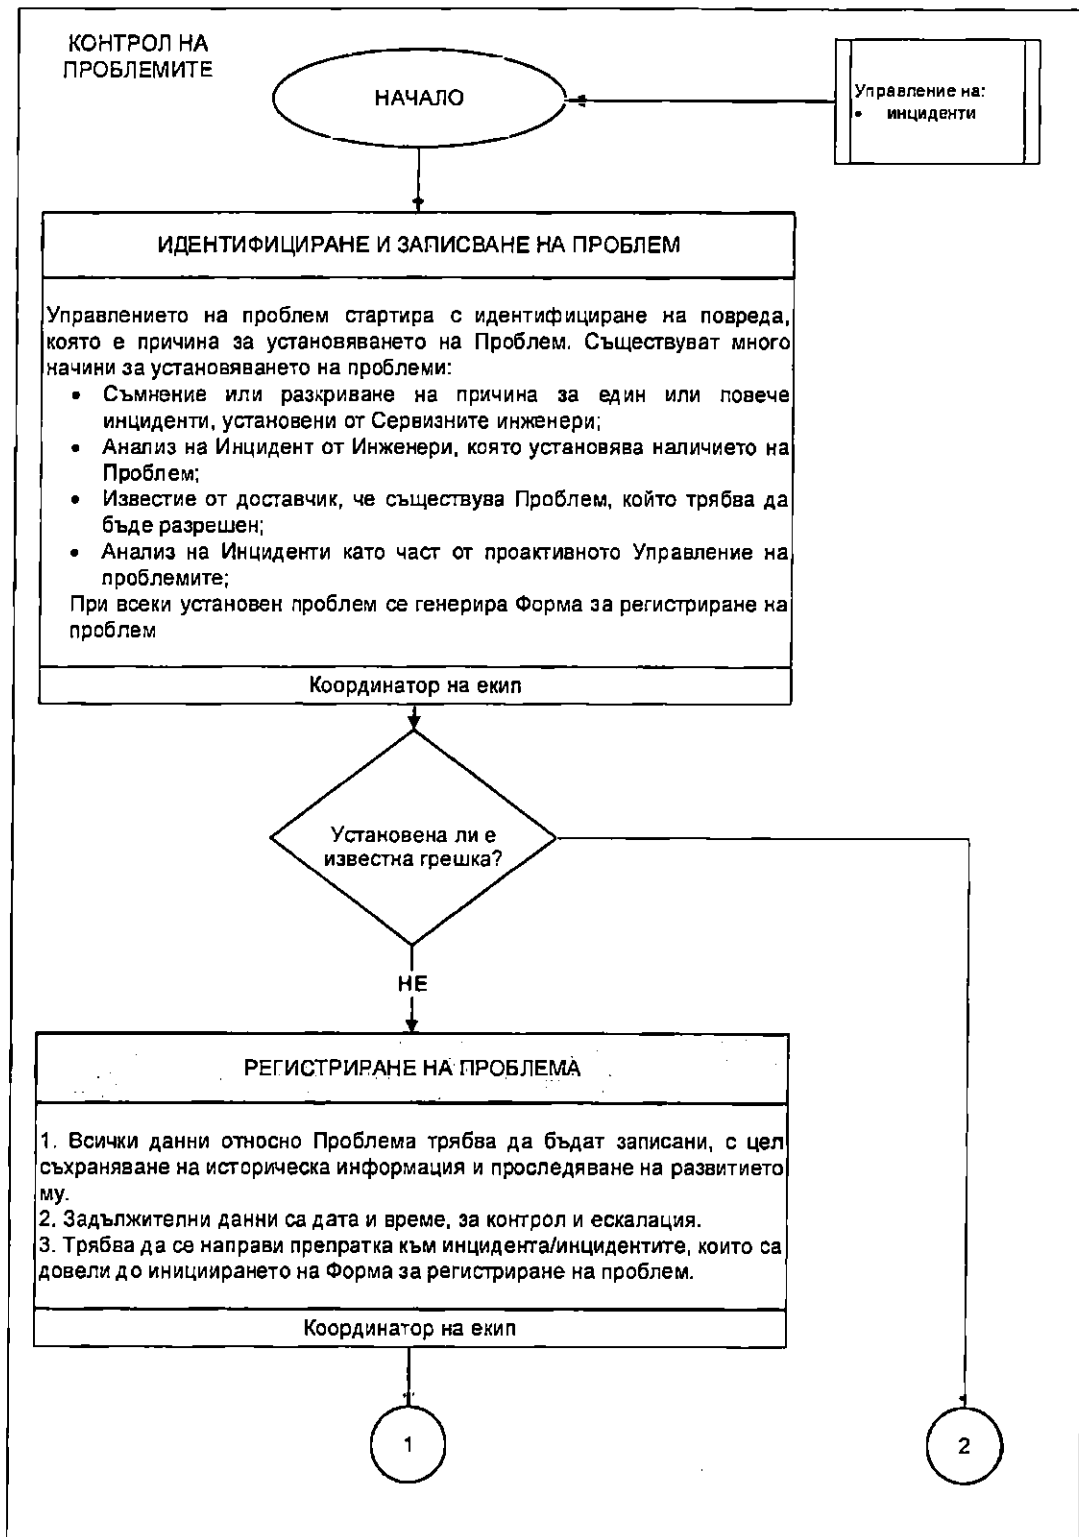 КОНТРОЛ НА
ПРОБЛЕМИТЕ
НАЧАЛО
Управление на:
• инциденти
ИДЕНТИФИЦИРАНЕ И ЗАПИСВАНЕ НА ПРОБЛЕМ
Управлението на проблем стартира с идентифициране на повреда,
която е причина за установяването на Проблем. Съществуват много
начини за установяването на проблеми:
• Съмнение или разкриване на причина за един или повече
инциденти, установени от Сервизните инженери;
• Анализ на Инцидент от Инженери, която установява наличието на
Проблем;
• Известие от доставчик, че съществува Проблем, който трябва да
бъде разрешен;
• Анализ на Инциденти като част от проактивното Управление на
проблемите;
При всеки установен проблем се генерира Форма за регистриране на
проблем
Координатор на екип
Установена ли е
известна грешка?
НЕ
РЕГИСТРИРАНЕ НА ПРОБЛЕМА
1. Всички данни относно Проблема трябва да бъдат записани, с цел
съхраняване на историческа информация и проследяване на развитието
му.
2. Задължителни данни са дата и време, за контрол и ескалация.
3. Трябва да се направи препратка към инцидента/инцидентите, които са
довели до инициирането на Форма за регистриране на проблем.
Координатор на екип
1
2